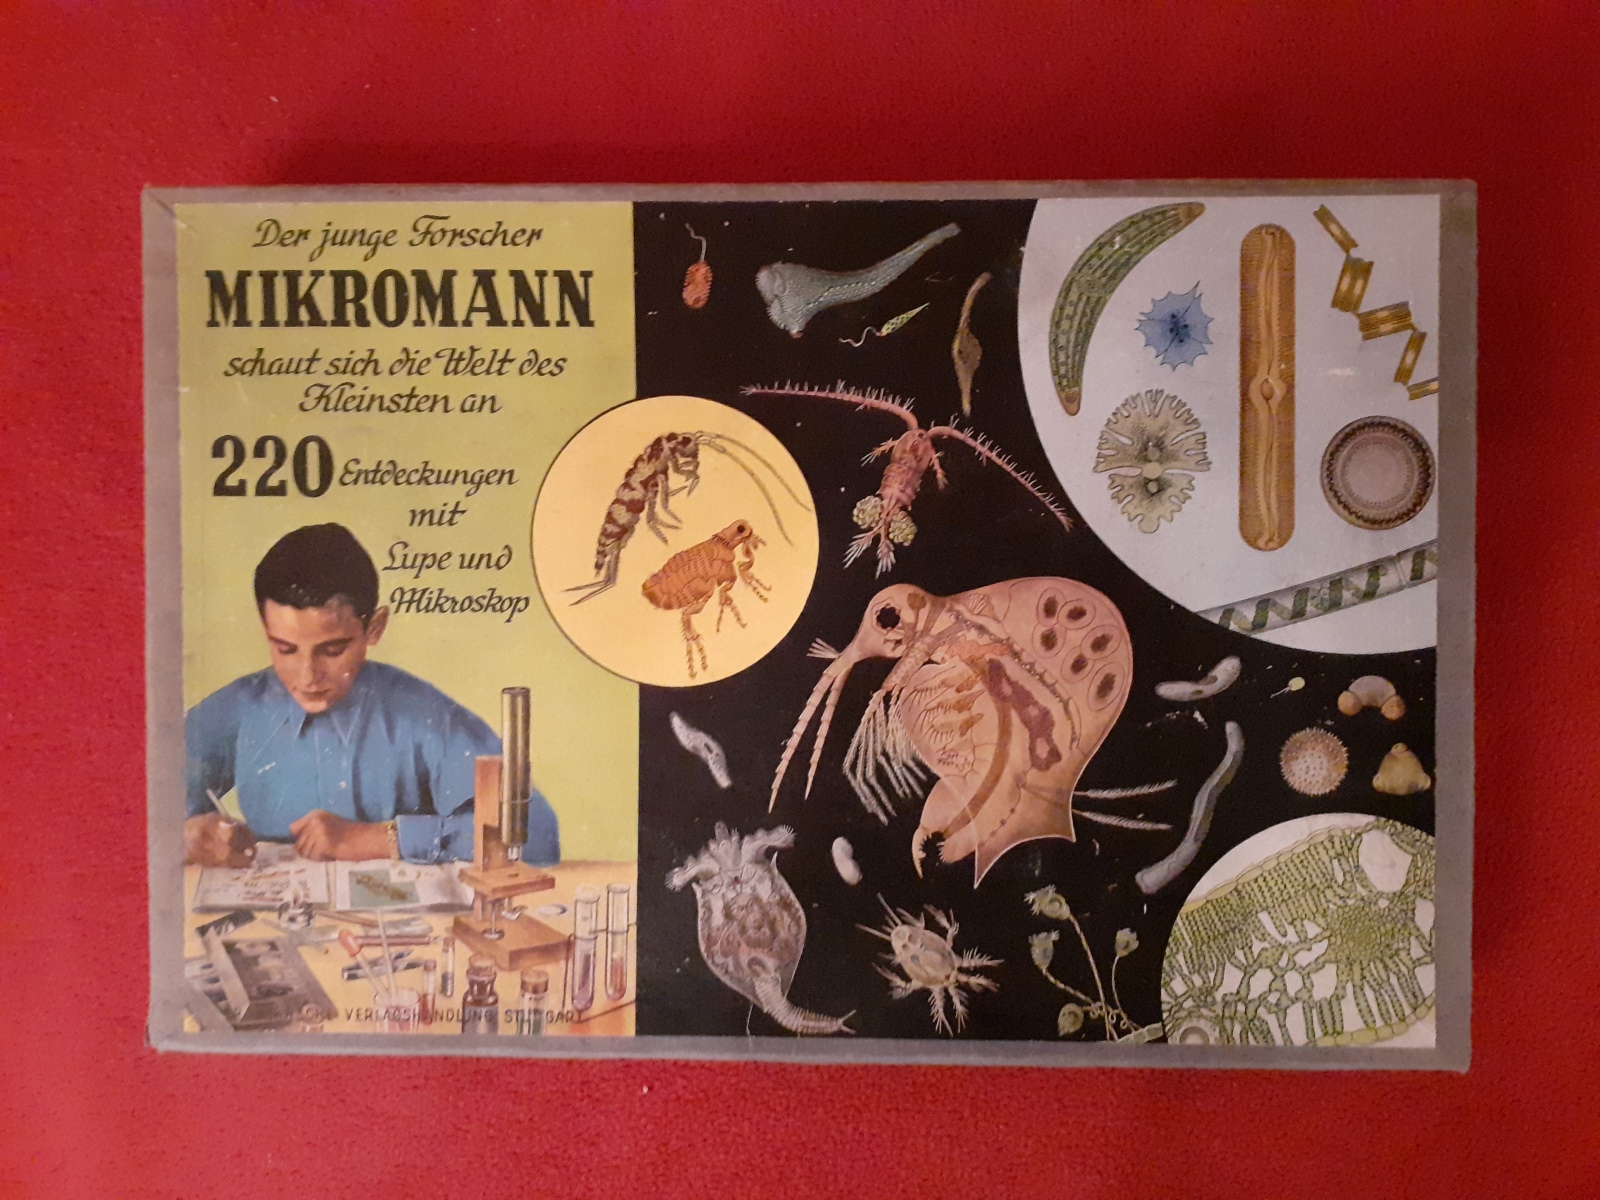 Der junge Forscher
MIKROMANN
schaut sich die Welt des
Kleinsten an
220 Entdeckungen
mit
Lupe und
Mikroskop
VERLAGSHANDLUNG STUTTGART